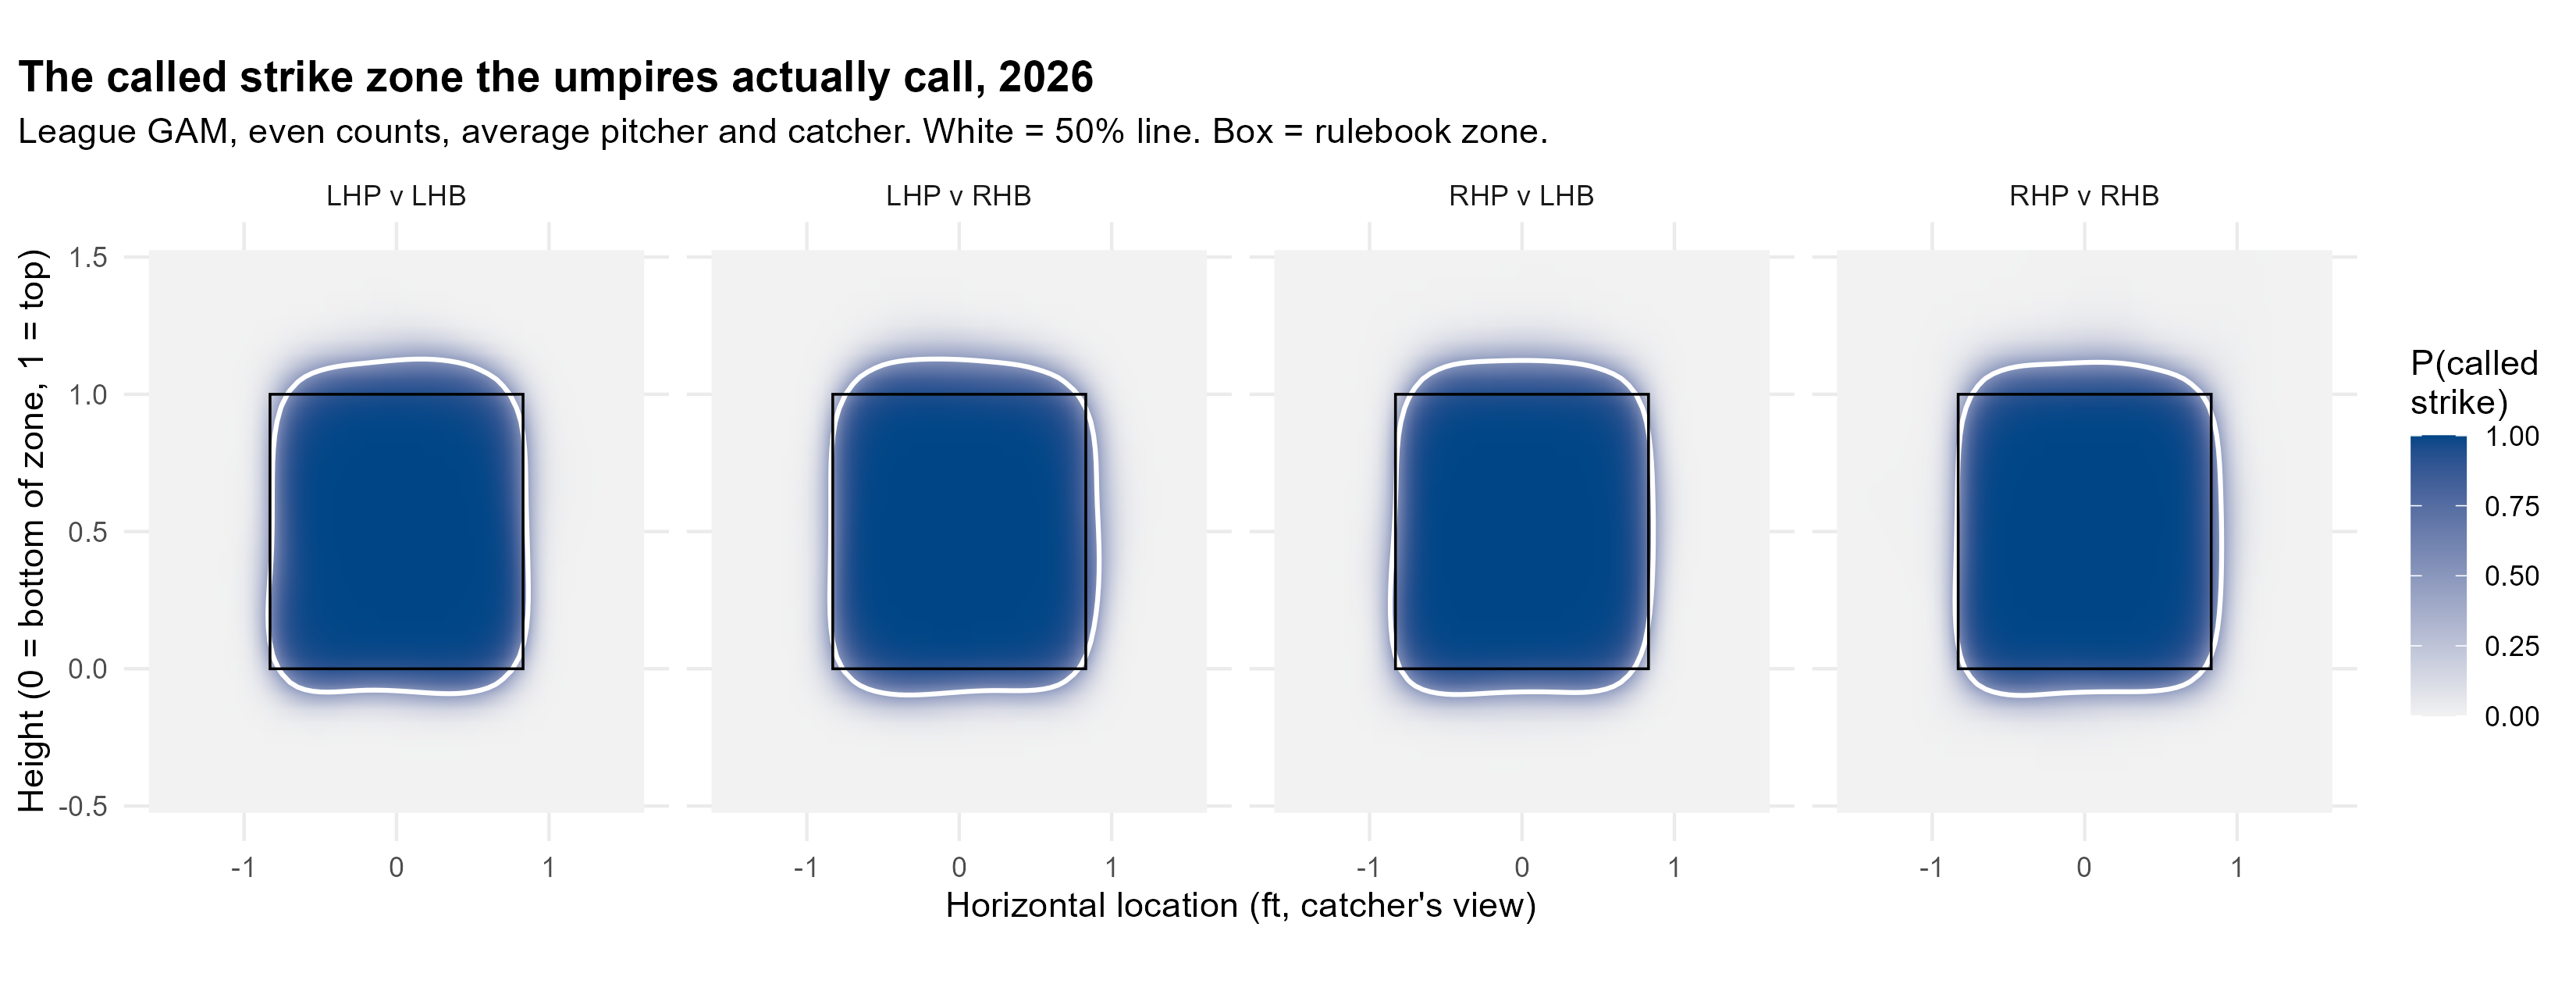 The called strike zone the umpires actually call, 2026
League GAM, even counts, average pitcher and catcher. White = 50% line. Box = rulebook zone.
LHP v LHB
LHP v RHB
RHP v LHB
RHP v RHB
Height (0 = bottom of zone, 1 = top)
1.5
1.0
0.5
0.0
-0.5
-1
0
1
-1
0
1
-1
0
1
-1
0
1
Horizontal location (ft, catcher's view)
P(called
strike)
1.00
0.75
0.50
0.25
0.00